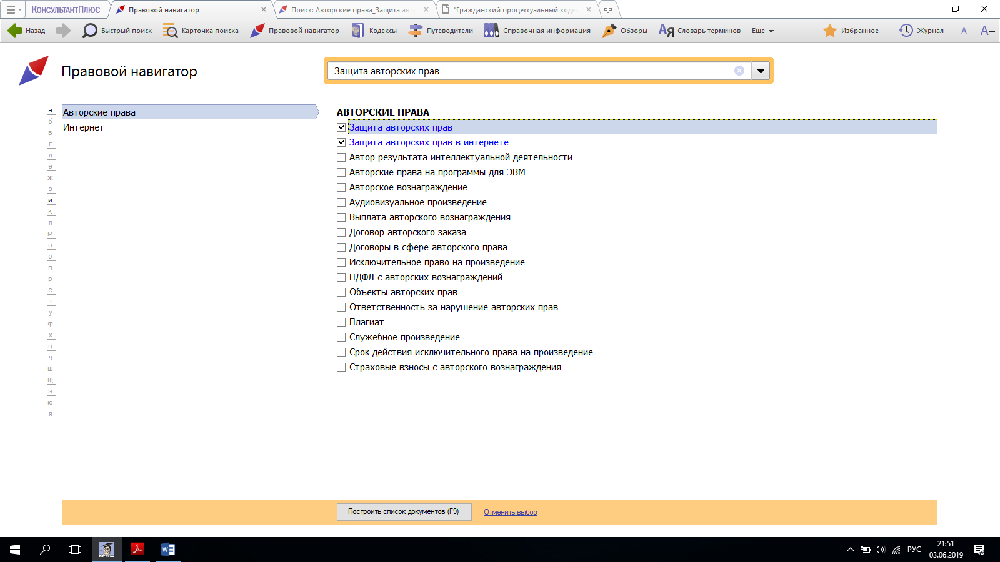 КонсультантПлюс
Правовой навигатор
Поиск: Авторские права_Защита авт
"Гражданский процессуальный кодек
Назад
Быстрый поиск
Карточка поиска
Правовой навигатор
Кодексы
Путеводители
Справочная информация
Обзоры
Словарь терминов
Еще
Избранное
Журнал
А−
А+
Правовой навигатор
Защита авторских прав
а
б
в
г
д
е
ж
з
и
к
л
м
н
о
п
р
с
т
у
ф
х
ц
ч
ш
щ
э
ю
я
Авторские права
Интернет
АВТОРСКИЕ ПРАВА
Защита авторских прав
Защита авторских прав в интернете
Автор результата интеллектуальной деятельности
Авторские права на программы для ЭВМ
Авторское вознаграждение
Аудиовизуальное произведение
Выплата авторского вознаграждения
Договор авторского заказа
Договоры в сфере авторского права
Исключительное право на произведение
НДФЛ с авторских вознаграждений
Объекты авторских прав
Ответственность за нарушение авторских прав
Плагиат
Служебное произведение
Срок действия исключительного права на произведение
Страховые взносы с авторского вознаграждения
Построить список документов (F9)
Отменить выбор
РУС
21:51
03.06.2019